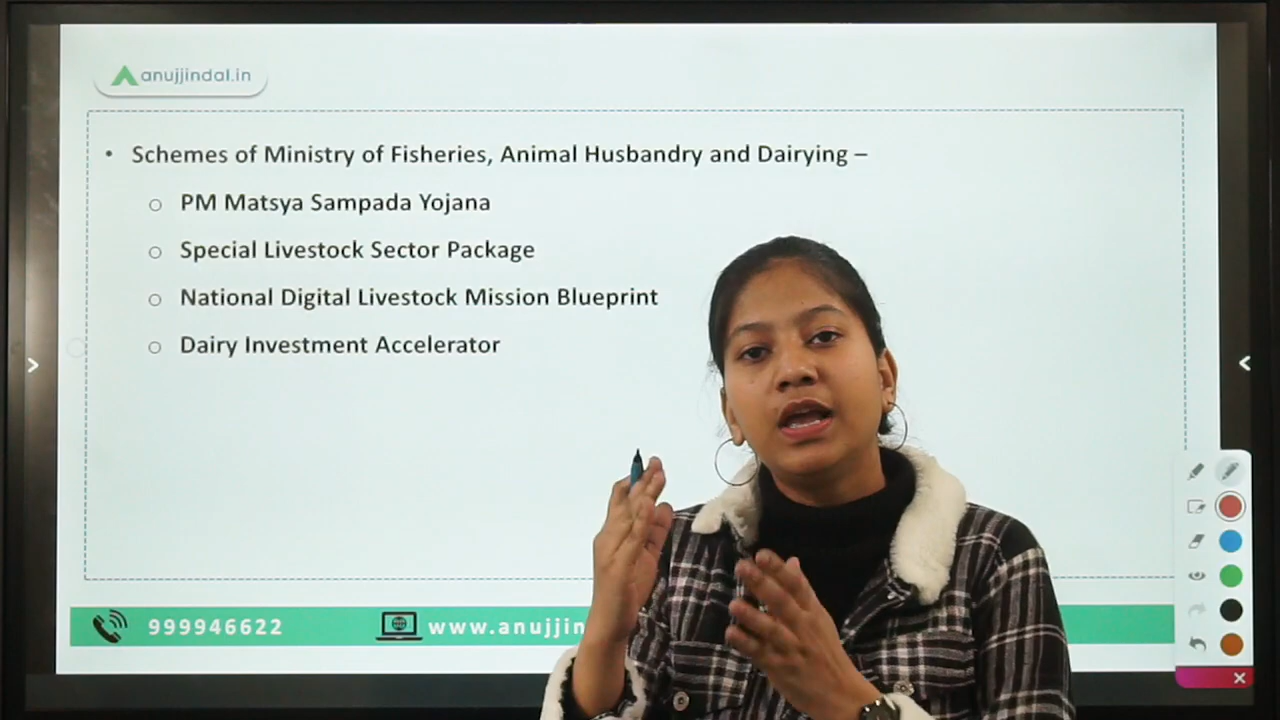 anujjindal.in
• Schemes of Ministry of Fisheries, Animal Husbandry and Dairying –
○ PM Matsya Sampada Yojana
○ Special Livestock Sector Package
○ National Digital Livestock Mission Blueprint
○ Dairy Investment Accelerator
999946622 www.anujjin